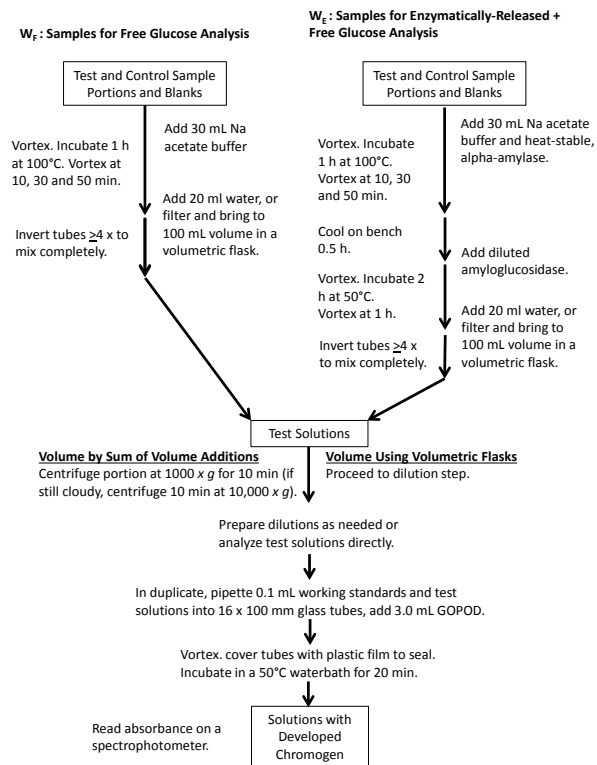 W_F : Samples for Free Glucose Analysis
W_E : Samples for Enzymatically-Released +
Free Glucose Analysis
Test and Control Sample
Portions and Blanks
Add 30 mL Na
acetate buffer
Vortex. Incubate 1 h
at 100°C. Vortex at
10, 30 and 50 min.
Add 20 ml water, or
filter and bring to
100 mL volume in a
volumetric flask.
Invert tubes ≥4 x to
mix completely.
Test and Control Sample
Portions and Blanks
Add 30 mL Na acetate
buffer and heat-stable,
alpha-amylase.
Vortex. Incubate
1 h at 100°C.
Vortex at 10, 30
and 50 min.
Cool on bench
0.5 h.
Add diluted
amyloglucosidase.
Vortex. Incubate 2
h at 50°C.
Vortex at 1 h.
Add 20 ml water, or
filter and bring to
100 mL volume in a
volumetric flask.
Invert tubes ≥4 x
to mix completely.
Test Solutions
Volume by Sum of Volume Additions
Centrifuge portion at 1000 x g for 10 min (if
still cloudy, centrifuge 10 min at 10,000 x g).
Volume Using Volumetric Flasks
Proceed to dilution step.
Prepare dilutions as needed or
analyze test solutions directly.
In duplicate, pipette 0.1 mL working standards and test
solutions into 16 x 100 mm glass tubes, add 3.0 mL GOPOD.
Vortex. cover tubes with plastic film to seal.
Incubate in a 50°C waterbath for 20 min.
Read absorbance on a
spectrophotometer.
Solutions with
Developed
Chromogen